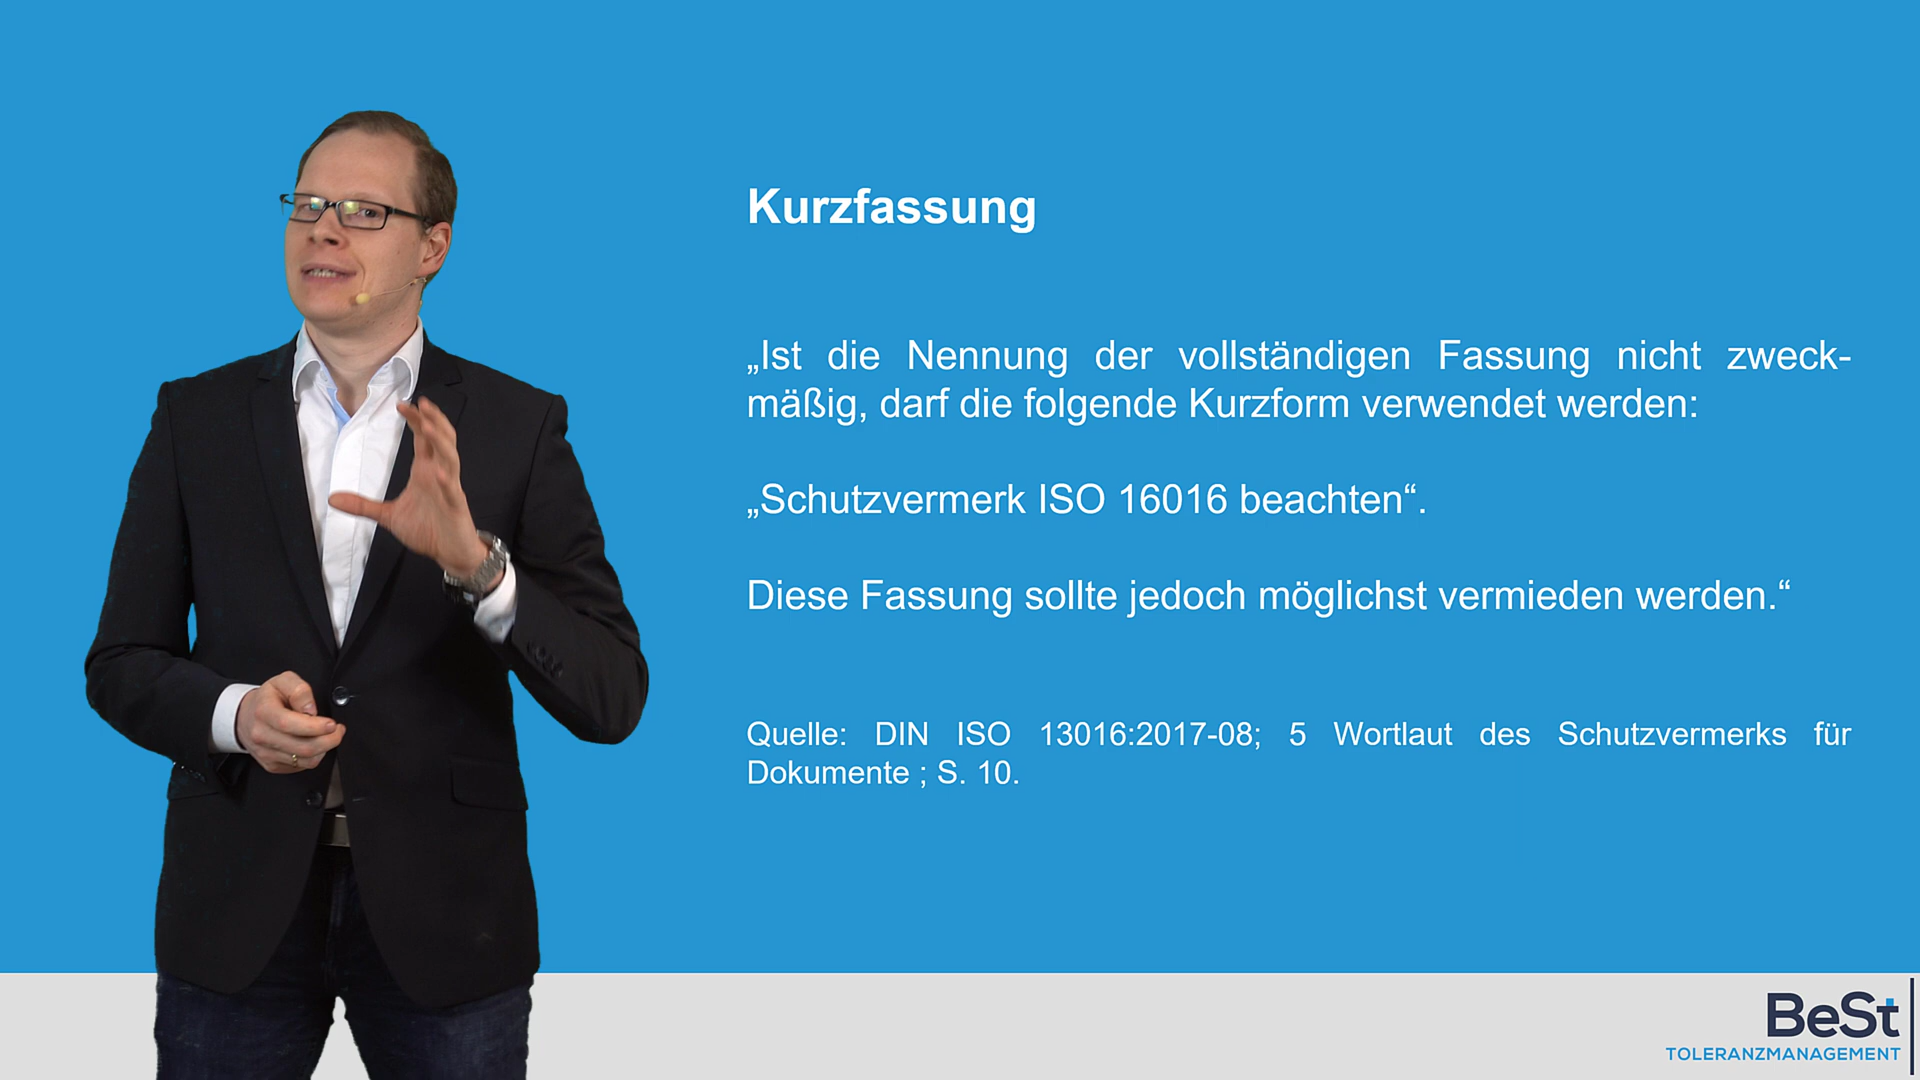 Kurzfassung
„Ist die Nennung der vollständigen Fassung nicht zweck-
mäßig, darf die folgende Kurzform verwendet werden:
„Schutzvermerk ISO 16016 beachten“.
Diese Fassung sollte jedoch möglichst vermieden werden.“
Quelle: DIN ISO 13016:2017-08; 5 Wortlaut des Schutzvermerks für
Dokumente ; S. 10.
BeSt
TOLERANZMANAGEMENT